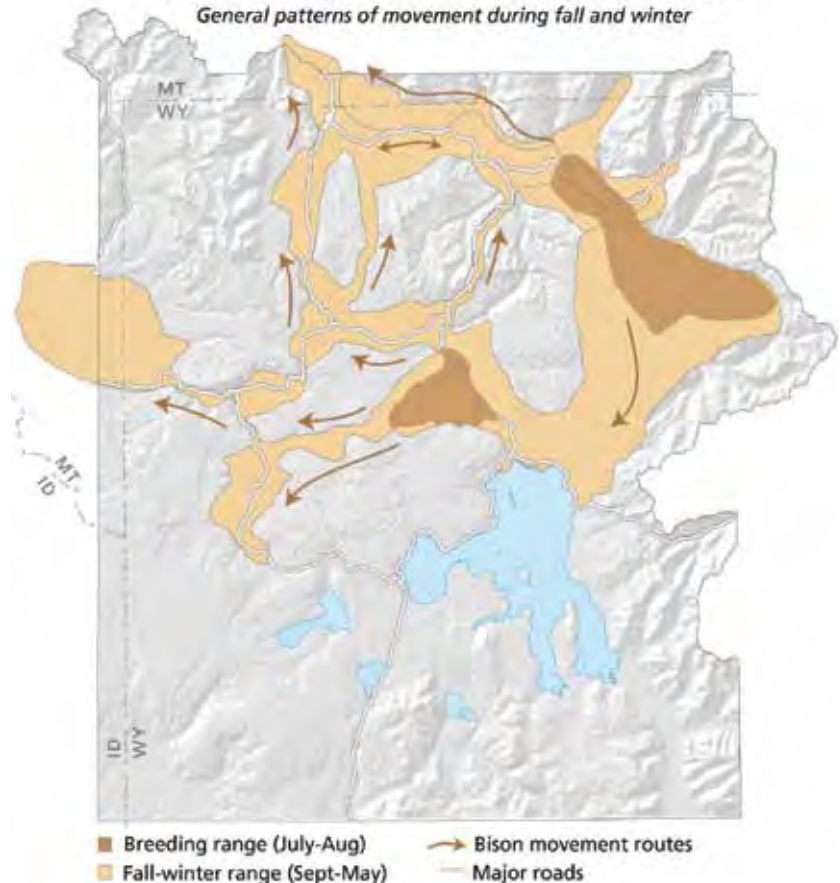 General patterns of movement during fall and winter
MT
WY
MT
ID
ID
WY
Breeding range (July-Aug)
Bison movement routes
Fall-winter range (Sept-May)
Major roads